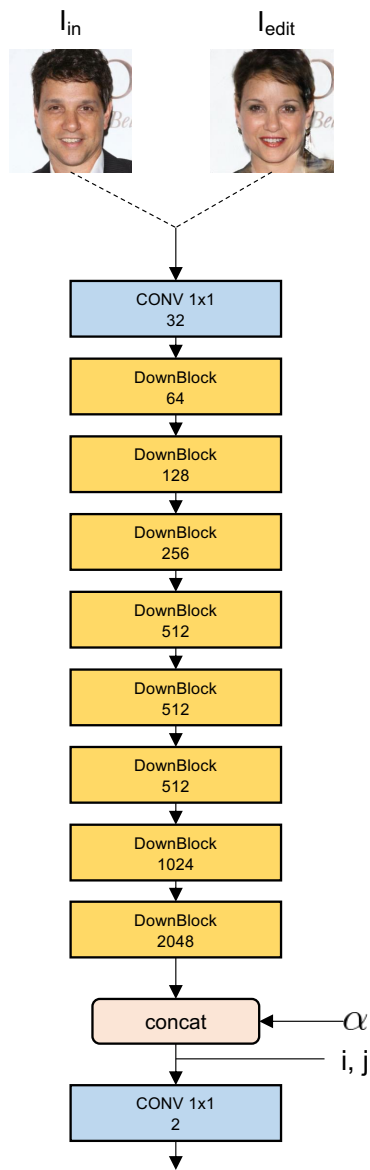 I_in I_edit
CONV 1x1
32
DownBlock
64
DownBlock
128
DownBlock
256
DownBlock
512
DownBlock
512
DownBlock
512
DownBlock
1024
DownBlock
2048
concat
α
i, j
CONV 1x1
2